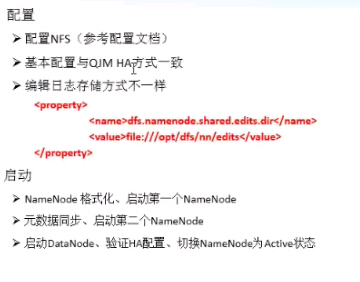 配置
➤ 配置NFS（参考配置文档）
➤ 基本配置与QJM HA方式一致
➤ 编辑日志存储方式不一样
<property>
<name>dfs.namenode.shared.edits.dir</name>
<value>file:///opt/dfs/nn/edits</value>
</property>
启动
➤ NameNode 格式化、启动第一个NameNode
➤ 元数据同步、启动第二个NameNode
➤ 启动DataNode、验证HA配置、切换NameNode为Active状态